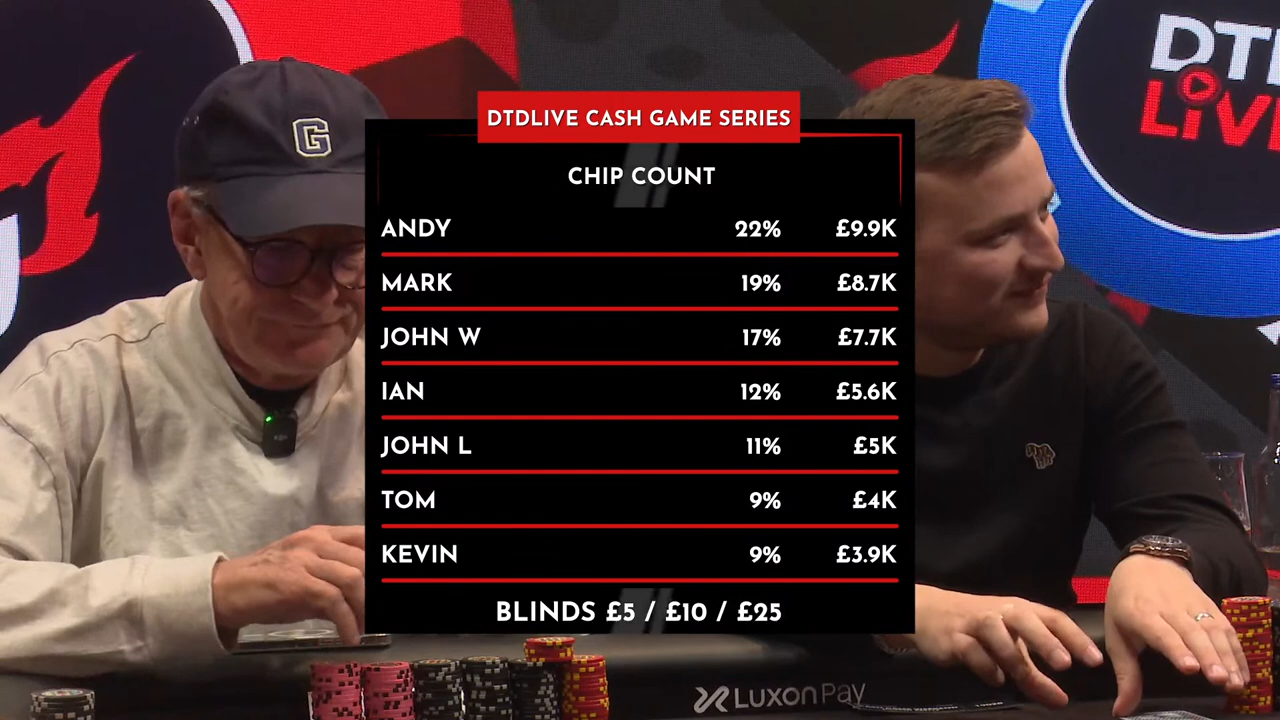 G
DTD
LIVE
DTDLIVE CASH GAME SERIES
CHIP COUNT
ANDY 22% £9.9K
MARK 19% £8.7K
JOHN W 17% £7.7K
IAN 12% £5.6K
JOHN L 11% £5K
TOM 9% £4K
KEVIN 9% £3.9K
BLINDS £5 / £10 / £25
LUXON PAY